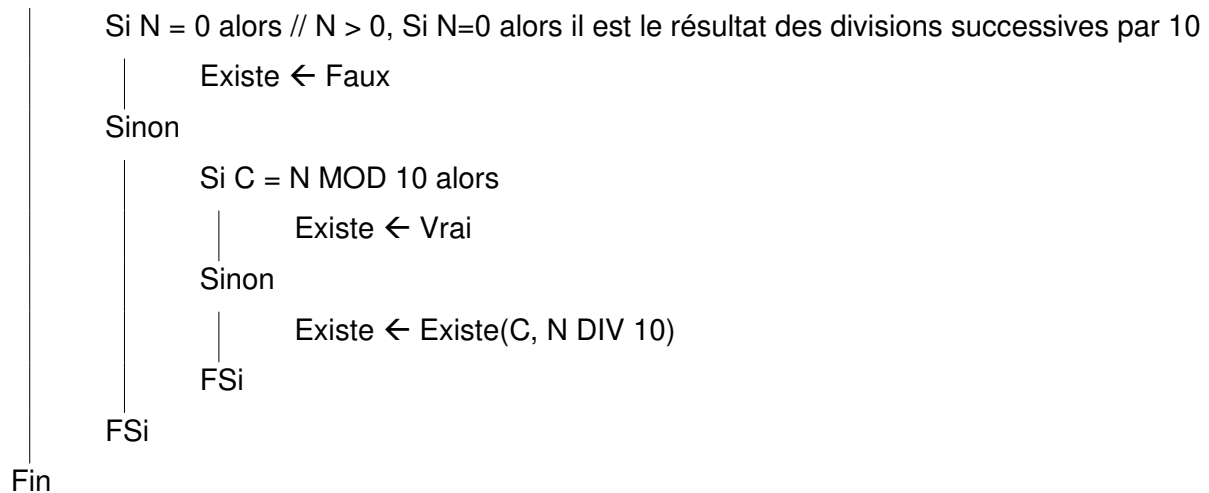 Si N = 0 alors // N > 0, Si N=0 alors il est le résultat des divisions successives par 10
Existe ← Faux
Sinon
Si C = N MOD 10 alors
Existe ← Vrai
Sinon
Existe ← Existe(C, N DIV 10)
FSi
FSi
Fin